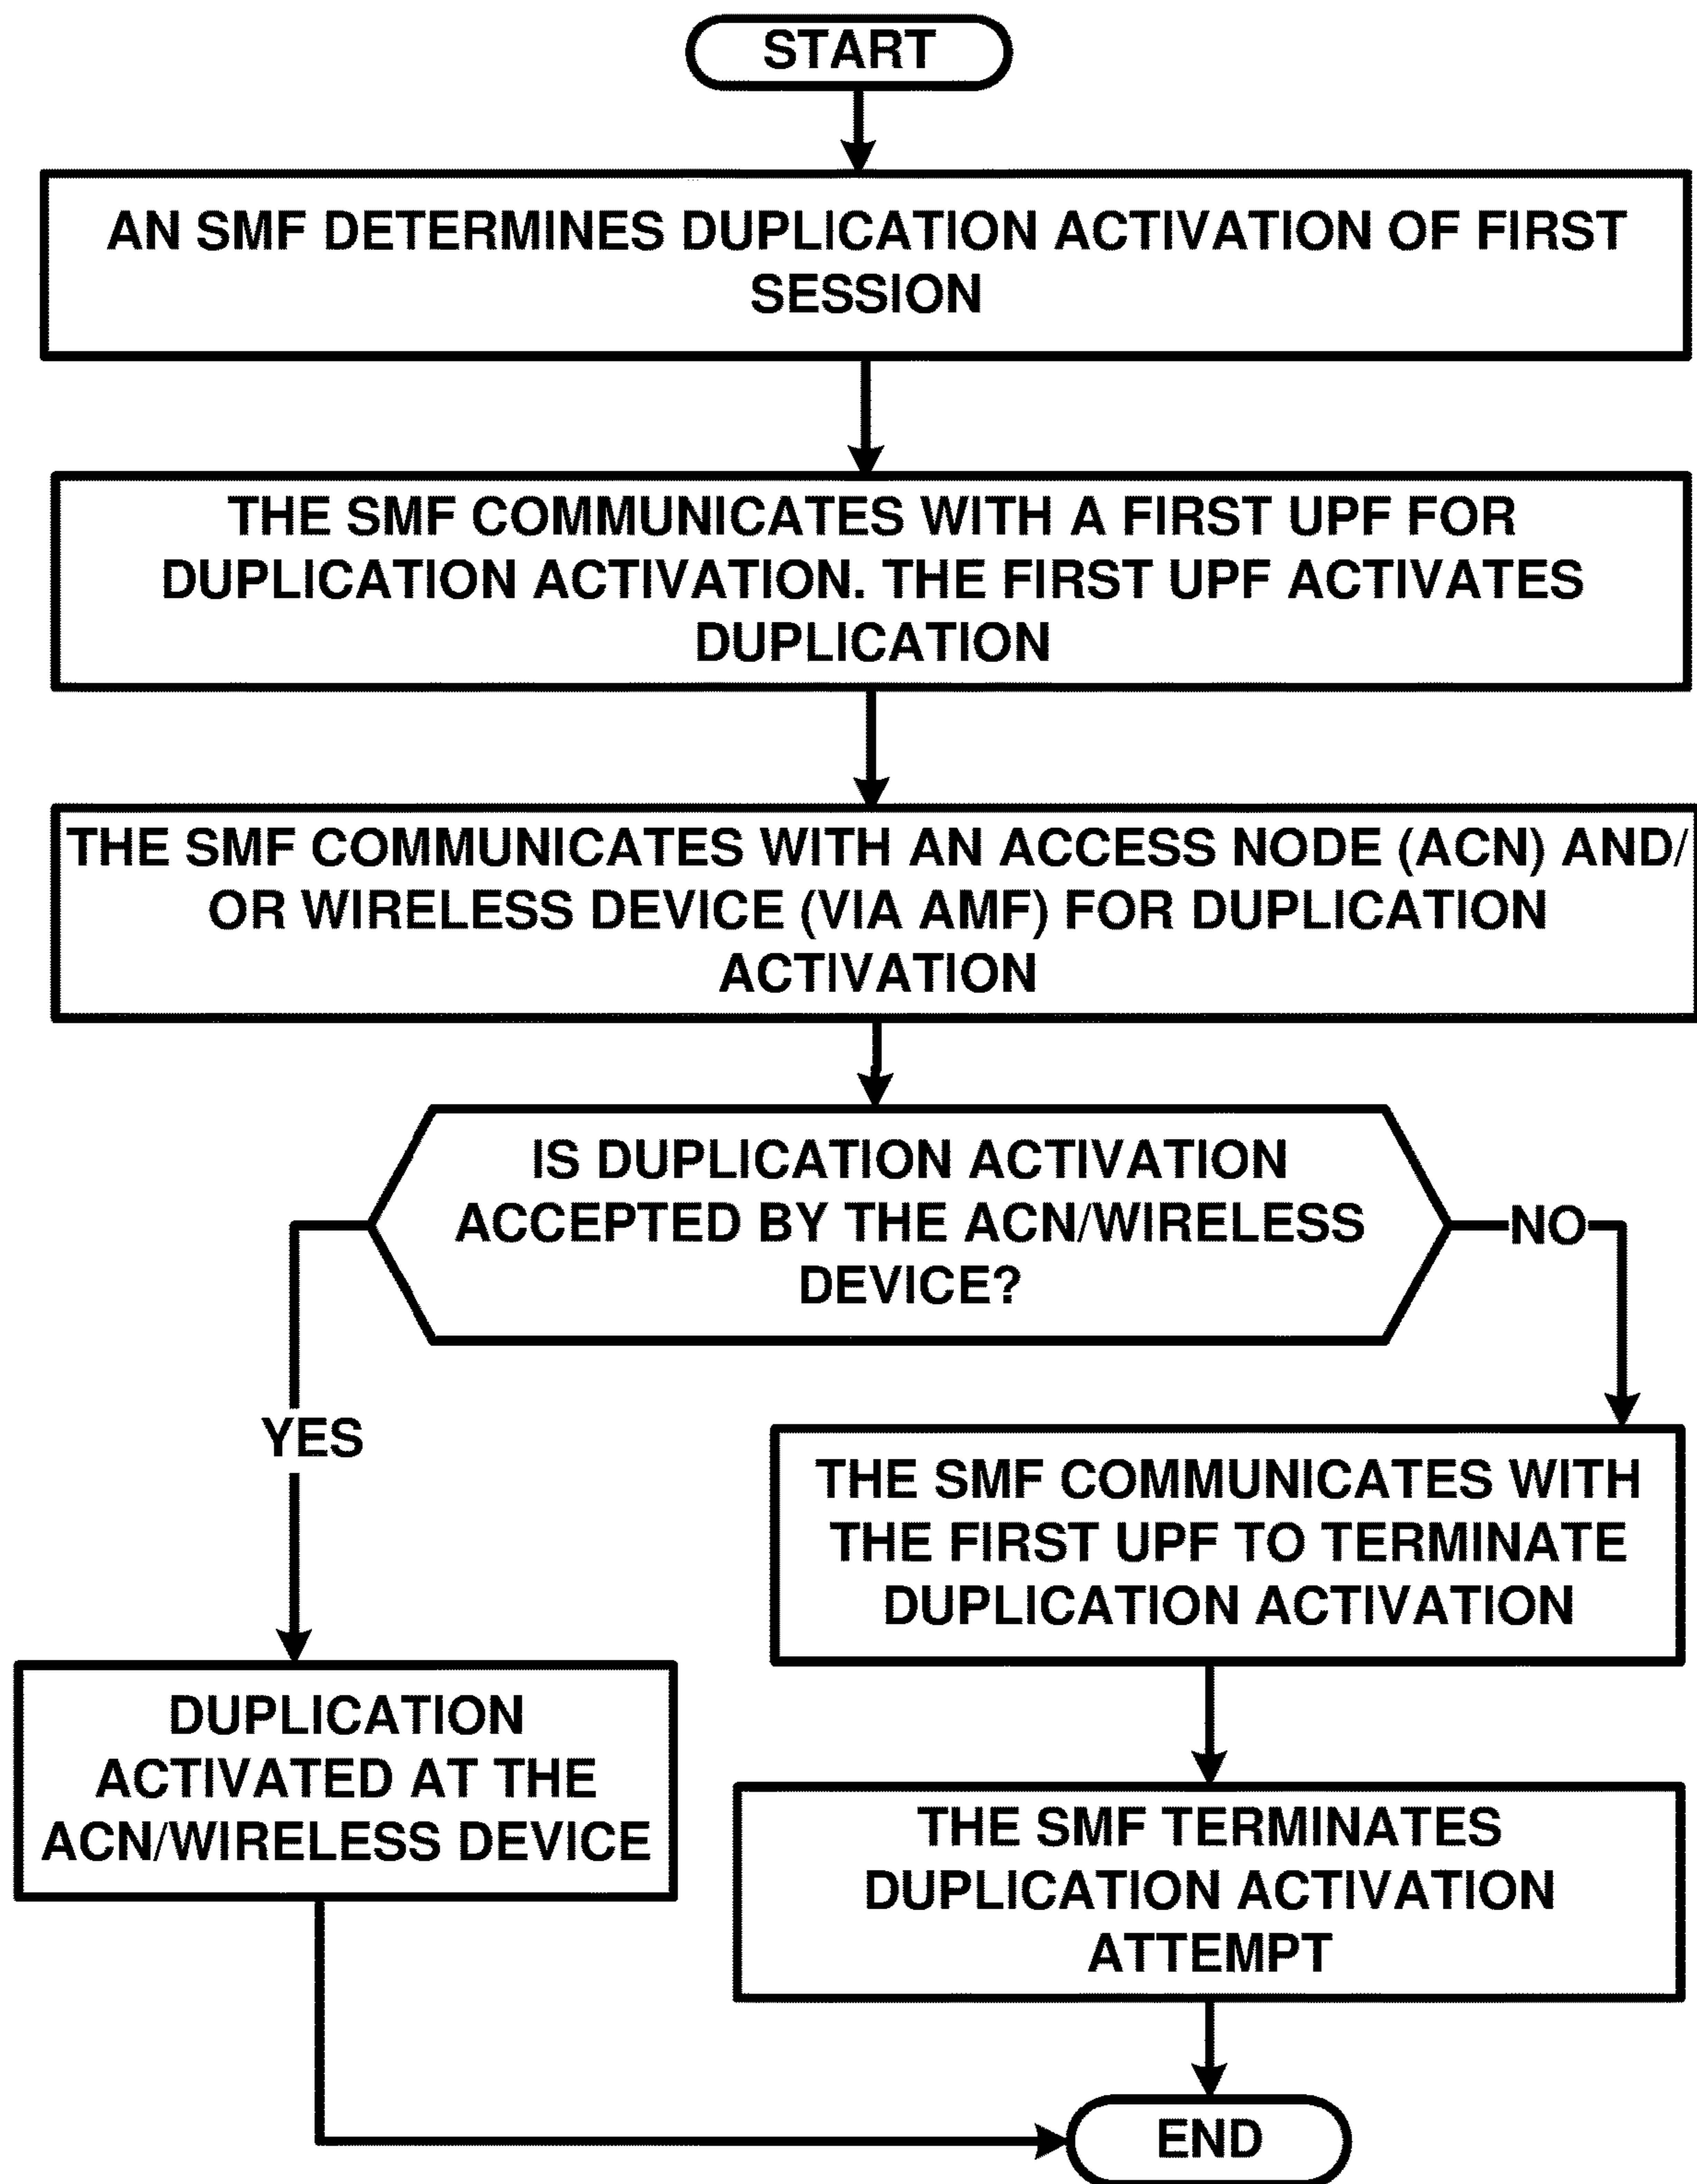 START
AN SMF DETERMINES DUPLICATION ACTIVATION OF FIRST
SESSION
THE SMF COMMUNICATES WITH A FIRST UPF FOR
DUPLICATION ACTIVATION. THE FIRST UPF ACTIVATES
DUPLICATION
THE SMF COMMUNICATES WITH AN ACCESS NODE (ACN) AND/
OR WIRELESS DEVICE (VIA AMF) FOR DUPLICATION
ACTIVATION
IS DUPLICATION ACTIVATION
ACCEPTED BY THE ACN/WIRELESS
DEVICE?
NO
YES
THE SMF COMMUNICATES WITH
THE FIRST UPF TO TERMINATE
DUPLICATION ACTIVATION
DUPLICATION
ACTIVATED AT THE
ACN/WIRELESS DEVICE
THE SMF TERMINATES
DUPLICATION ACTIVATION
ATTEMPT
END